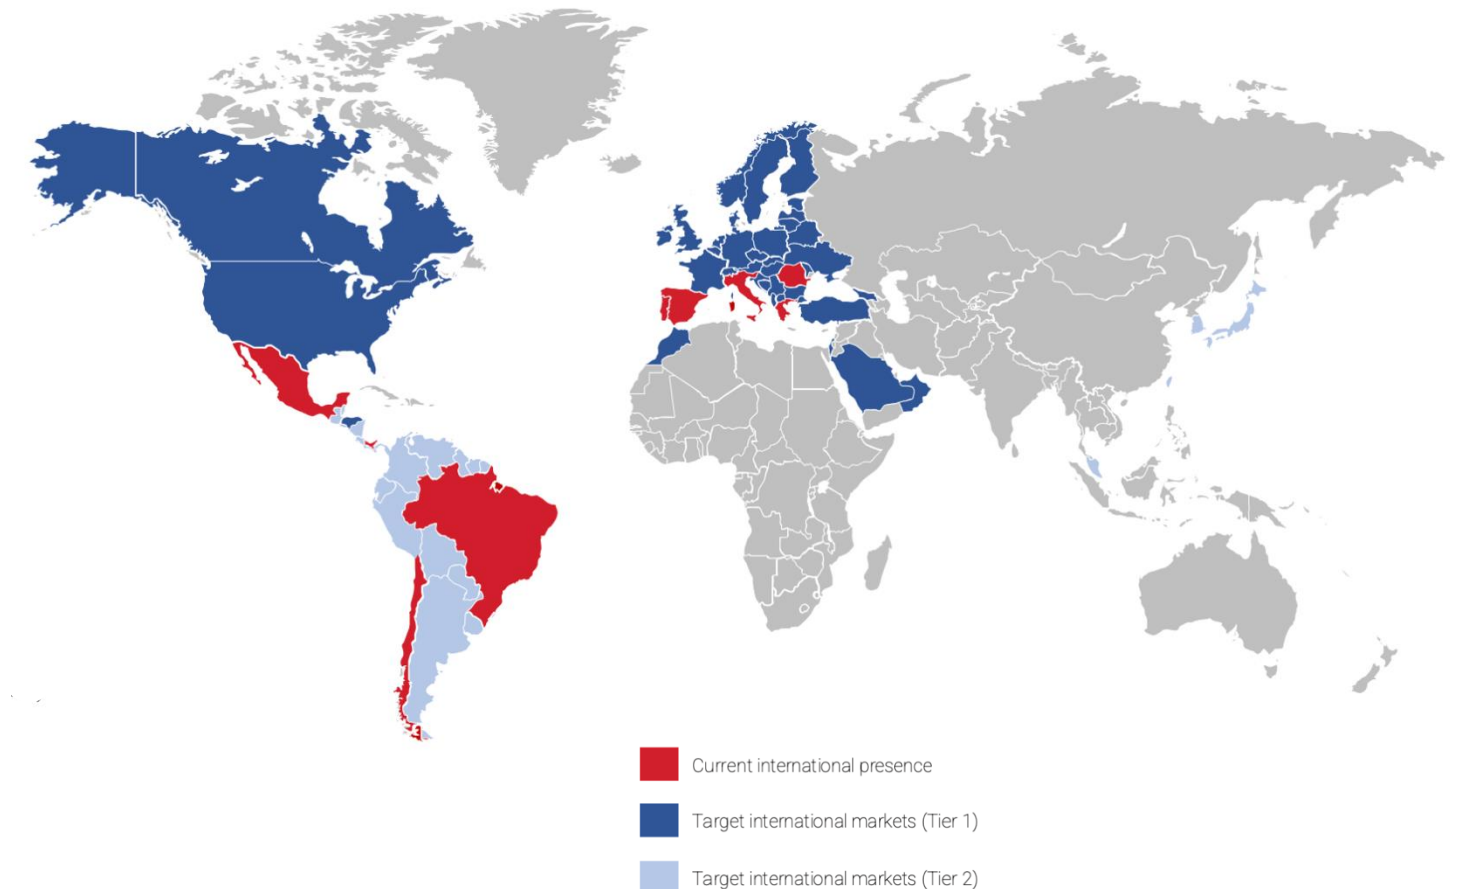 Current international presence
Target international markets (Tier 1)
Target international markets (Tier 2)